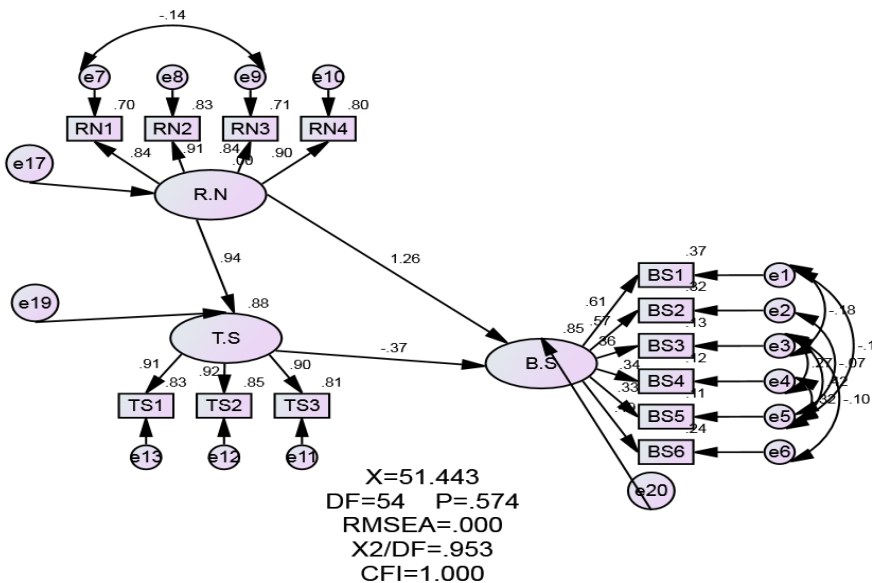 -.14
e7 e8 e9 e10
.70 .83 .71 .80
RN1 RN2 RN3 RN4
.84 .91 .84 .00 .90
e17
R.N
.94 1.26
e19
.88
T.S
-.37
.91 .92 .90
.83 .85 .81
TS1 TS2 TS3
e13 e12 e11
.85
B.S
.61 .57 .36 .34 .33
.37
BS1 e1
.32
BS2 e2
.13
BS3 e3
.12
BS4 e4
.11
BS5 e5
.24
BS6 e6
-.18
.27 -.07
-.10
e20
X=51.443
DF=54 P=.574
RMSEA=.000
X2/DF=.953
CFI=1.000